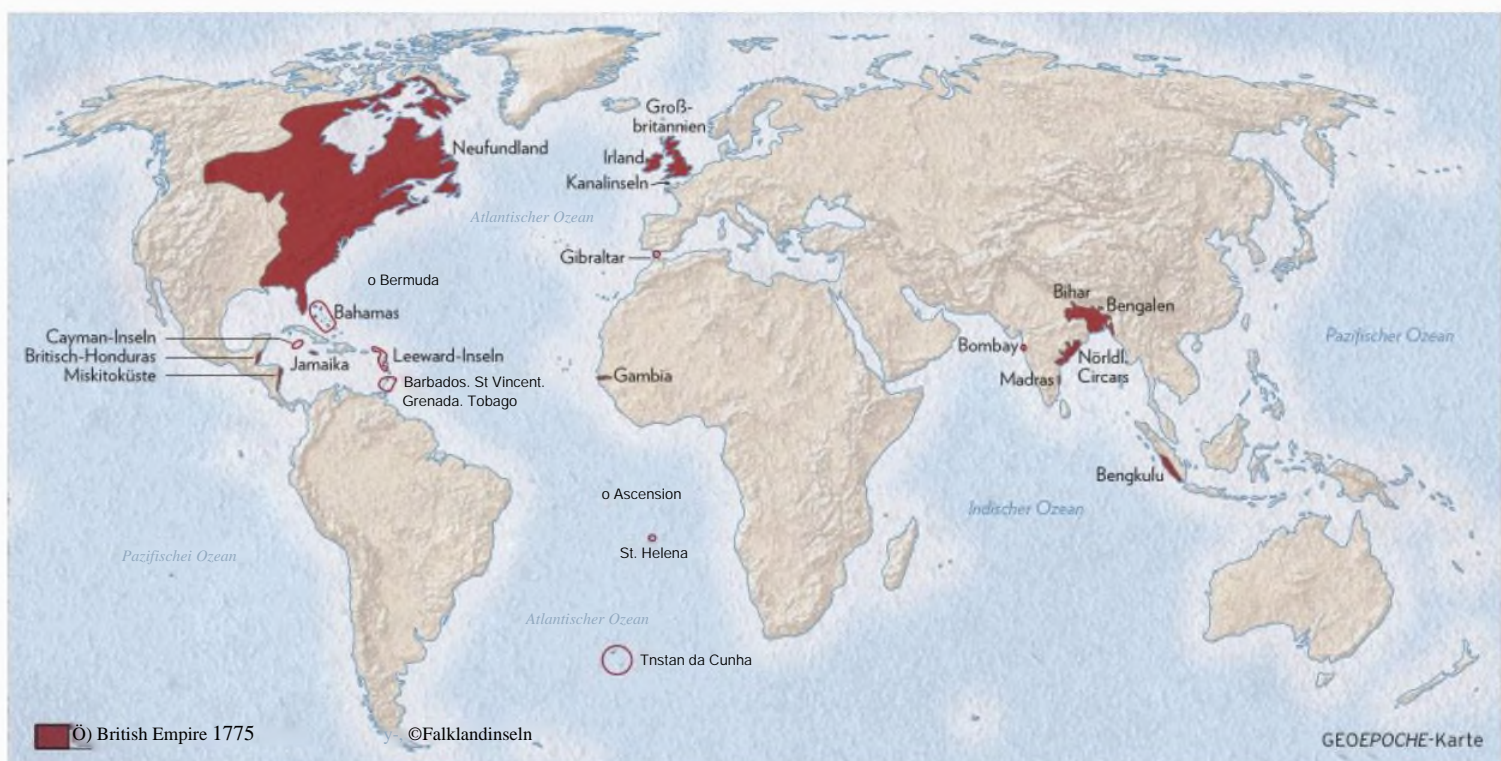 Groß-
britannien
Neufundland
Irland
Kanalinseln
Atlantischer Ozean
Gibraltar
o Bermuda
Bihar
Bengalen
Bahamas
Cayman-Inseln
Britisch-Honduras
Miskitoküste
Jamaika
Leeward-Inseln
Barbados. St Vincent.
Grenada. Tobago
Gambia
Bombay
Nörldl.
Circars
Madras
Pazifischer Ozean
Bengkulu
o Ascension
Indischer Ozean
St. Helena
Pazifischei Ozean
Atlantischer Ozean
Tnstan da Cunha
Ö) British Empire 1775
©Falklandinseln
GEOEPOCHE-Karte